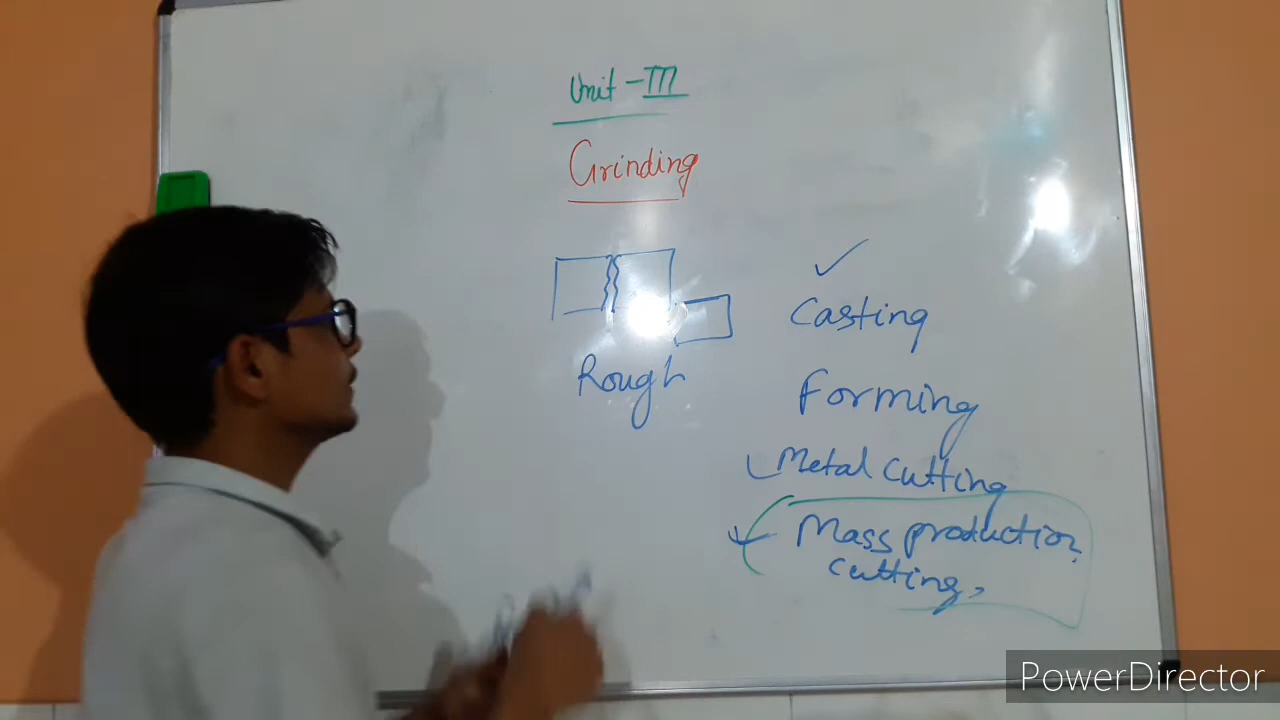 Unit - III
Grinding
Rough
Casting
Forming
Metal cutting
Mass production
cutting,
PowerDirector